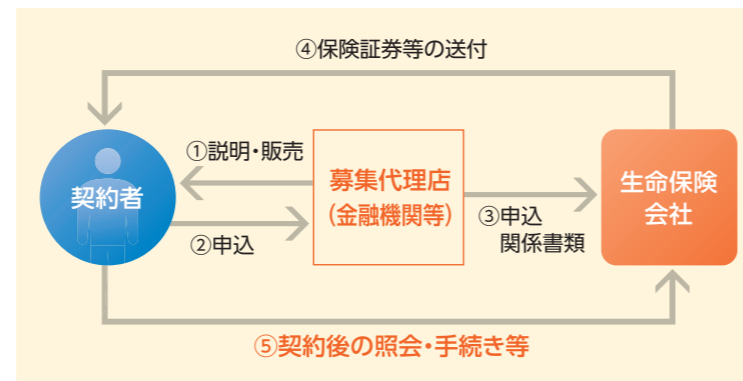 ④保険証券等の送付
契約者
①説明・販売
②申込
募集代理店
(金融機関等)
③申込
関係書類
生命保険
会社
⑤契約後の照会・手続き等